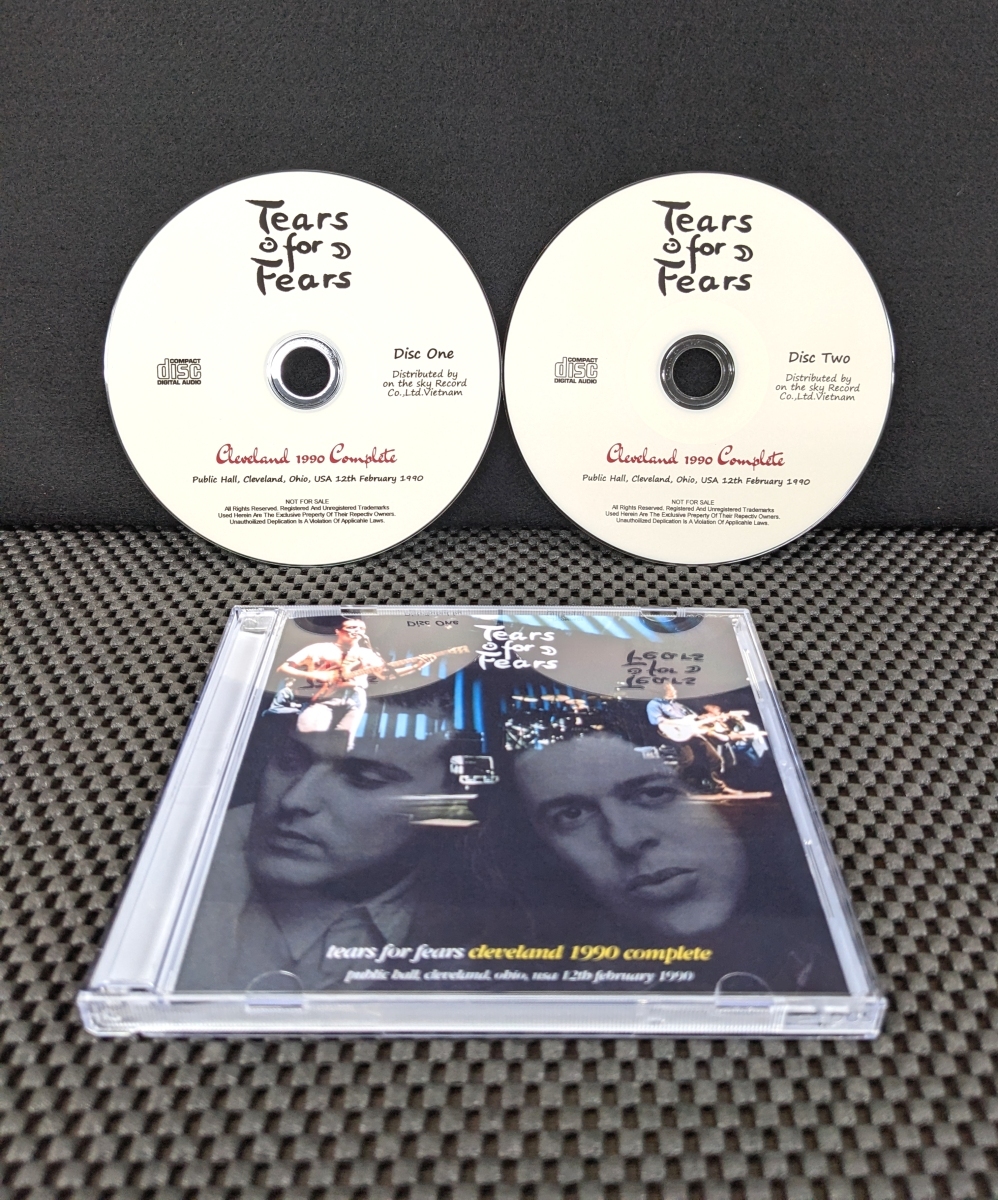 Tears
for
Fears
COMPACT
disc
DIGITAL AUDIO
Disc One
Distributed by
on the sky Record
Co.,Ltd.Vietnam
Cleveland 1990 Complete
Public Hall, Cleveland, Ohio, USA 12th February 1990
NOT FOR SALE
All Rights Reserved. Registered And Unregistered Trademarks
Used Herein Are The Exclusive Preperty Of Their Repectiv Owners.
Unauthoilized Deplication Is A Violation Of Applicable Laws.
Tears
for
Fears
COMPACT
disc
DIGITAL AUDIO
Disc Two
Distributed by
on the sky Record
Co.,Ltd.Vietnam
Cleveland 1990 Complete
Public Hall, Cleveland, Ohio, USA 12th February 1990
NOT FOR SALE
All Rights Reserved. Registered And Unregistered Trademarks
Used Herein Are The Exclusive Preperty Of Their Repectiv Owners.
Unauthoilized Deplication Is A Violation Of Applicable Laws.
Disc One
Tears
for
Fears
Fears
for
Tears
tears for fears cleveland 1990 complete
public hall, cleveland, ohio, usa 12th february 1990